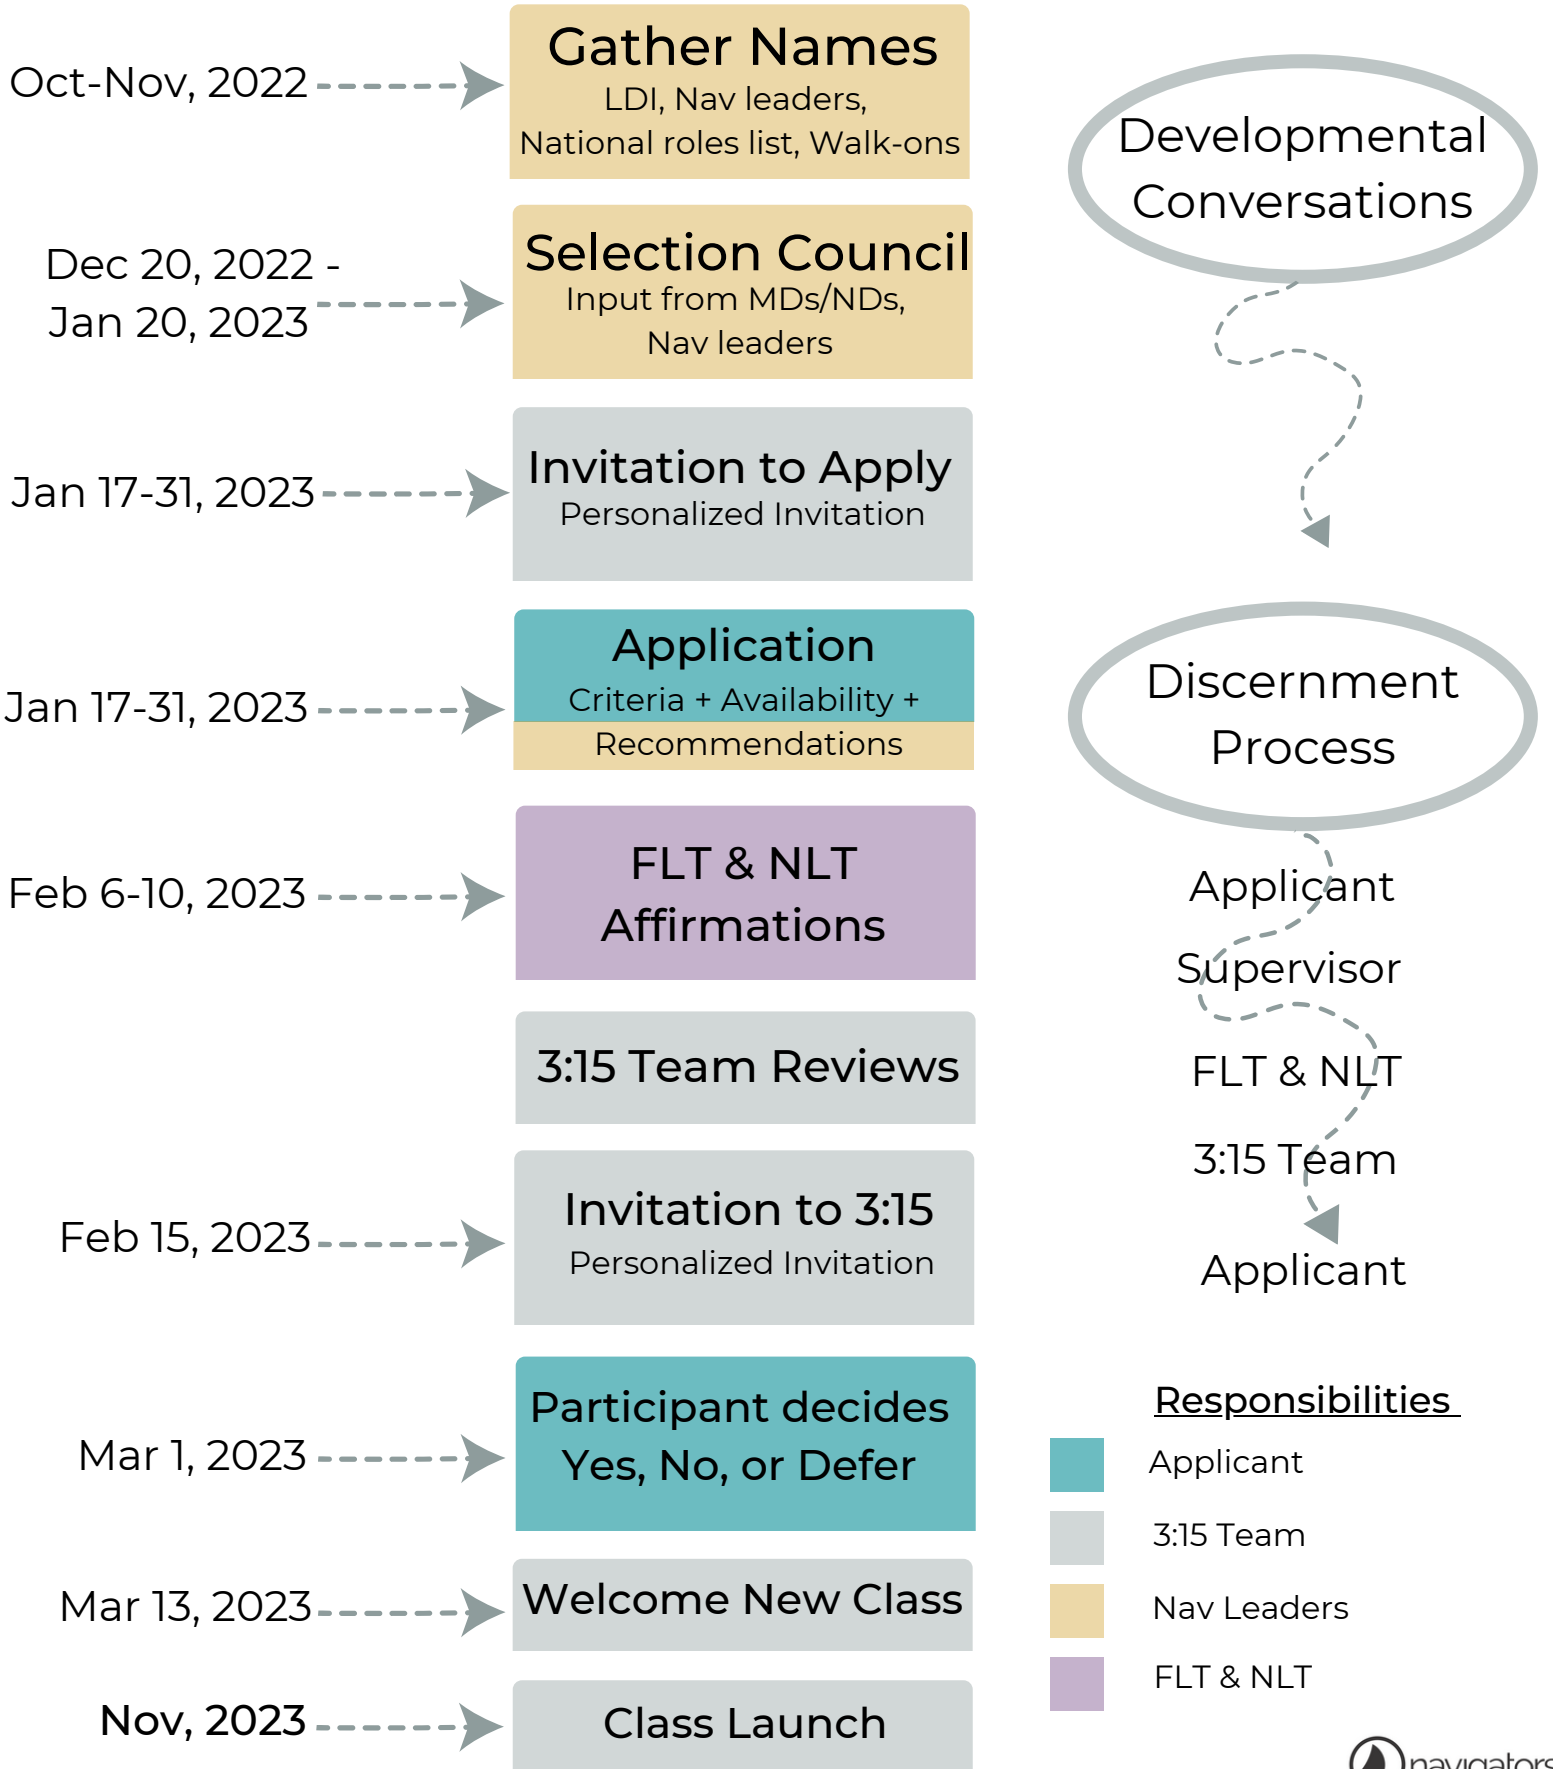 Oct-Nov, 2022
Gather Names
LDI, Nav leaders,
National roles list, Walk-ons
Dec 20, 2022 -
Jan 20, 2023
Selection Council
Input from MDs/NDs,
Nav leaders
Jan 17-31, 2023
Invitation to Apply
Personalized Invitation
Jan 17-31, 2023
Application
Criteria + Availability +
Recommendations
Feb 6-10, 2023
FLT & NLT
Affirmations
3:15 Team Reviews
Feb 15, 2023
Invitation to 3:15
Personalized Invitation
Mar 1, 2023
Participant decides
Yes, No, or Defer
Mar 13, 2023
Welcome New Class
Nov, 2023
Class Launch
Developmental
Conversations
Discernment
Process
Applicant
Supervisor
FLT & NLT
3:15 Team
Applicant
Responsibilities
Applicant
3:15 Team
Nav Leaders
FLT & NLT
navigators